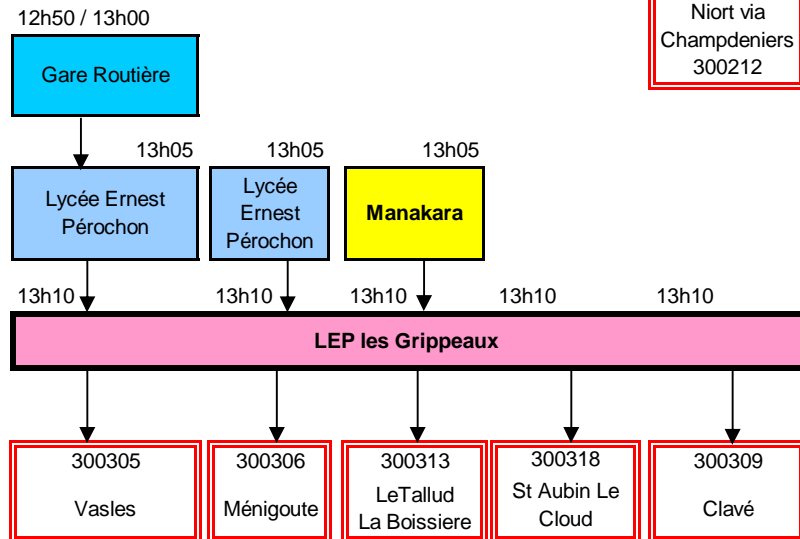 12h50 / 13h00
Niort via
Champdeniers
300212
Gare Routière
13h05
13h05
13h05
Lycée Ernest
Pérochon
Lycée
Ernest
Pérochon
Manakara
13h10
13h10
13h10
13h10
13h10
LEP les Grippeaux
300305
Vasles
300306
Ménigoute
300313
LeTallud
La Boissiere
300318
St Aubin Le
Cloud
300309
Clavé